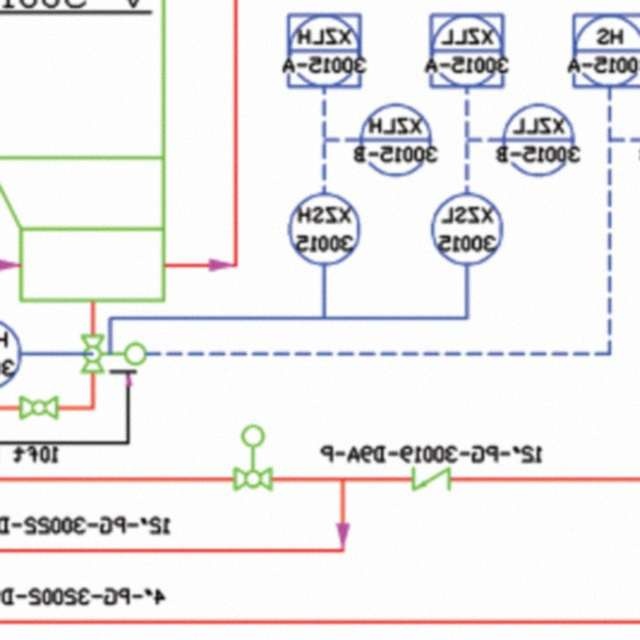 XZLH
30015-A
XZLL
30015-A
HS
XZLH
30015-B
XZLL
30015-B
XZSH
30015
XZSL
30015
10ft
12"-PG-30019-D9A-P
12"-PG-30022-D
4"-PG-32002-D